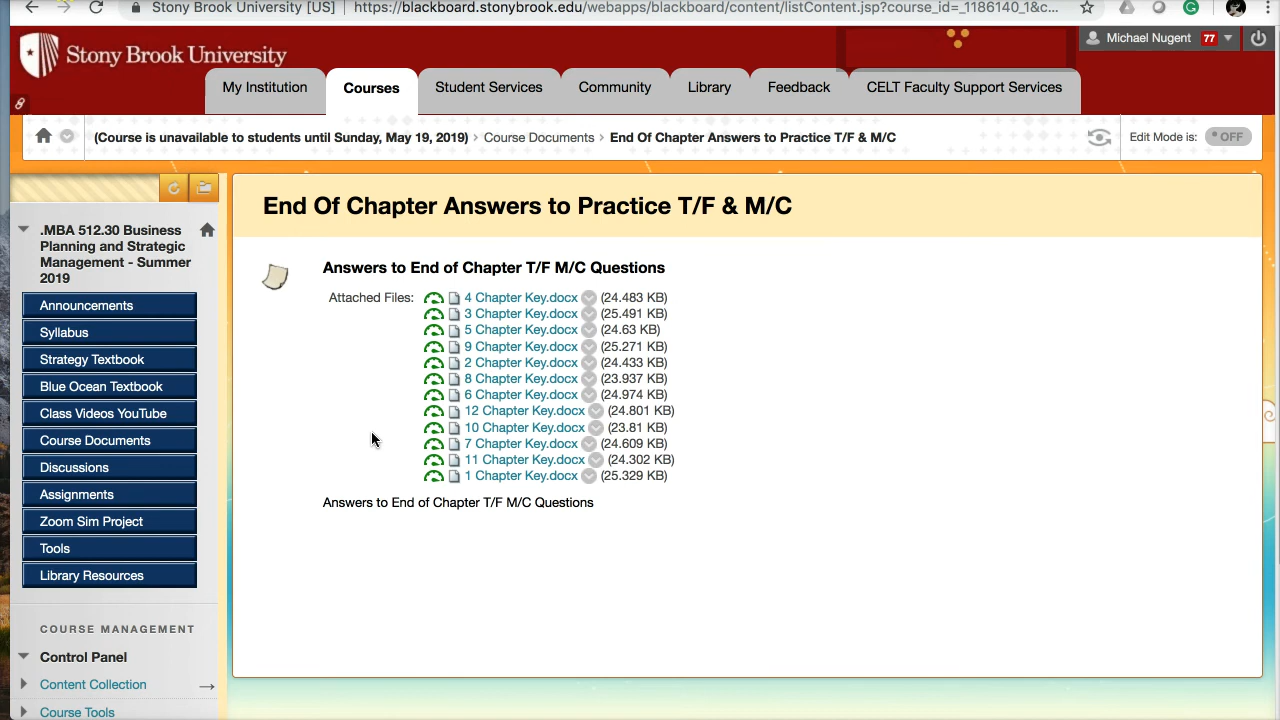 Stony Brook University [US]
https://blackboard.stonybrook.edu/webapps/blackboard/content/listContent.jsp?course_id=_1186140_1&c...
Stony Brook University
Michael Nugent 77
My Institution
Courses
Student Services
Community
Library
Feedback
CELT Faculty Support Services
(Course is unavailable to students until Sunday, May 19, 2019) > Course Documents > End Of Chapter Answers to Practice T/F & M/C
Edit Mode is: OFF
.MBA 512.30 Business
Planning and Strategic
Management - Summer
2019
Announcements
Syllabus
Strategy Textbook
Blue Ocean Textbook
Class Videos YouTube
Course Documents
Discussions
Assignments
Zoom Sim Project
Tools
Library Resources
COURSE MANAGEMENT
Control Panel
Content Collection
Course Tools
End Of Chapter Answers to Practice T/F & M/C
Answers to End of Chapter T/F M/C Questions
Attached Files: 4 Chapter Key.docx (24.483 KB)
3 Chapter Key.docx (25.491 KB)
5 Chapter Key.docx (24.63 KB)
9 Chapter Key.docx (25.271 KB)
2 Chapter Key.docx (24.433 KB)
8 Chapter Key.docx (23.937 KB)
6 Chapter Key.docx (24.974 KB)
12 Chapter Key.docx (24.801 KB)
10 Chapter Key.docx (23.81 KB)
7 Chapter Key.docx (24.609 KB)
11 Chapter Key.docx (24.302 KB)
1 Chapter Key.docx (25.329 KB)
Answers to End of Chapter T/F M/C Questions